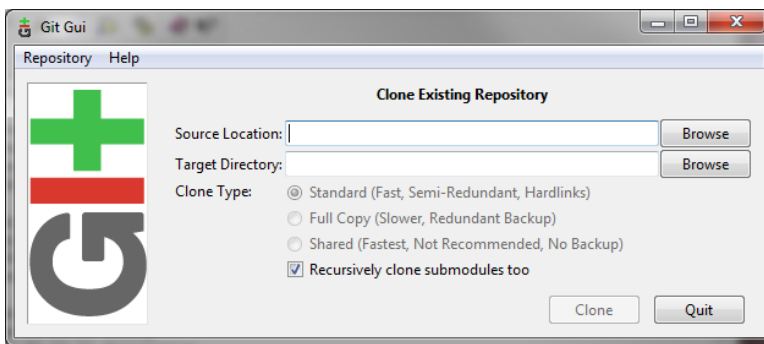 Git Gui
Repository Help
Clone Existing Repository
Source Location: Browse
Target Directory: Browse
Clone Type: Standard (Fast, Semi-Redundant, Hardlinks)
Full Copy (Slower, Redundant Backup)
Shared (Fastest, Not Recommended, No Backup)
Recursively clone submodules too
Clone Quit
GIt